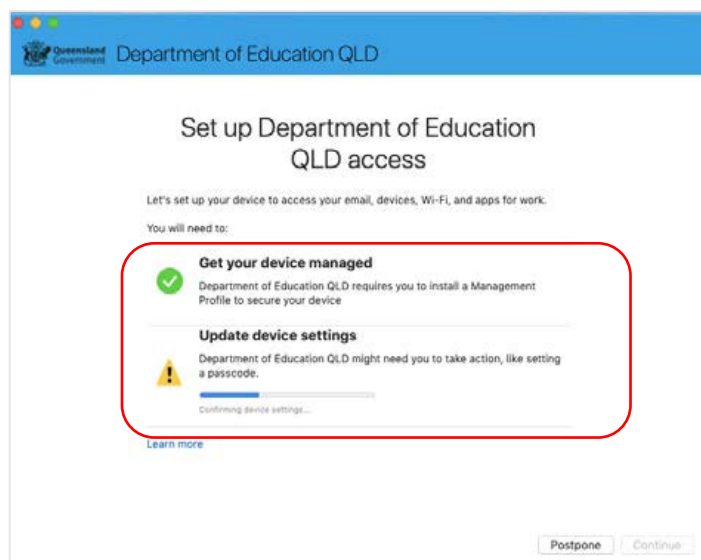 Queensland
Government
Department of Education QLD
Set up Department of Education
QLD access
Let's set up your device to access your email, devices, Wi-Fi, and apps for work.
You will need to:
Get your device managed
Department of Education QLD requires you to install a Management
Profile to secure your device
Update device settings
Department of Education QLD might need you to take action, like setting
a passcode.
Confirming device settings...
Learn more
Postpone
Continue